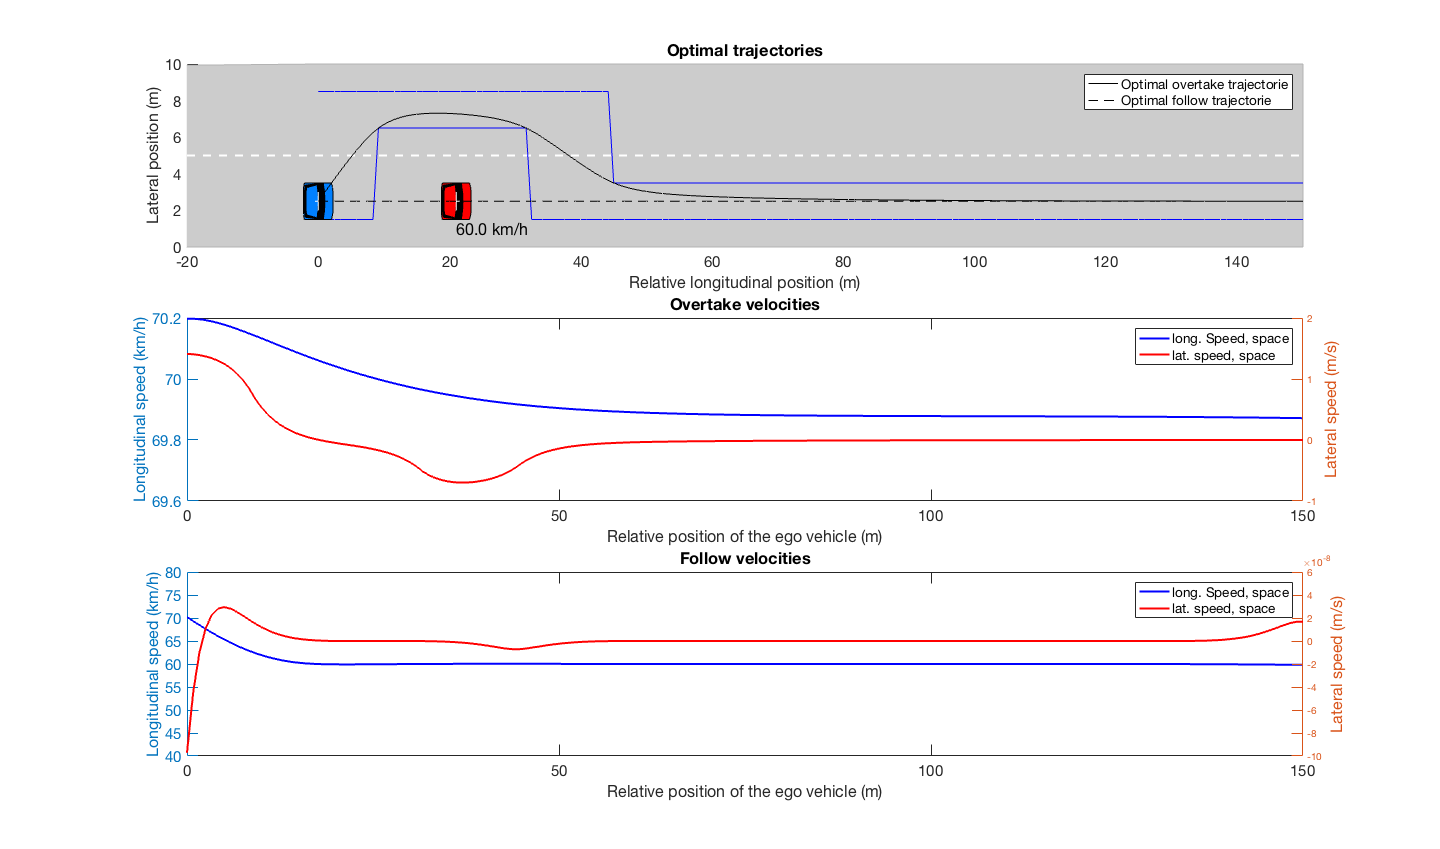 Optimal trajectories
10
8
6
4
2
0
Lateral position (m)
Optimal overtake trajectorie
Optimal follow trajectorie
60.0 km/h
-20 0 20 40 60 80 100 120 140
Relative longitudinal position (m)
Overtake velocities
70.2
70
69.8
69.6
Longitudinal speed (km/h)
long. Speed, space
lat. speed, space
2
1
0
-1
Lateral speed (m/s)
0 50 100 150
Relative position of the ego vehicle (m)
Follow velocities
80
75
70
65
60
55
50
45
40
Longitudinal speed (km/h)
long. Speed, space
lat. speed, space
×10⁻⁸
6
4
2
0
-2
-4
-6
-8
-10
Lateral speed (m/s)
0 50 100 150
Relative position of the ego vehicle (m)